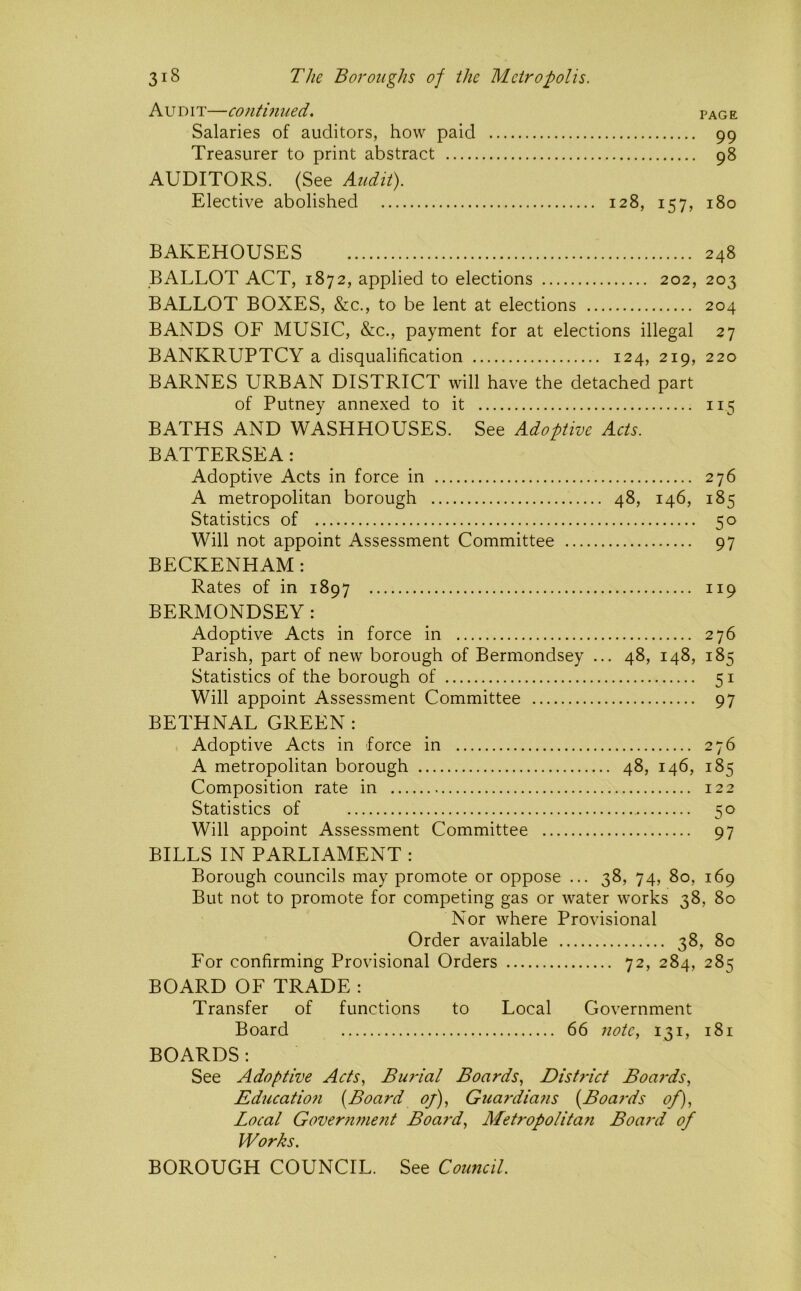 318 The Boroughs of the Metropolis.
AUDIT—continued. PAGE
Salaries of auditors, how paid ............................ 99
Treasurer to print abstract ............................ 98
AUDITORS. (See Audit).
Elective abolished ............................ 128, 157, 180
BAKEHOUSES ............................ 248
BALLOT ACT, 1872, applied to elections ............... 202, 203
BALLOT BOXES, &c., to be lent at elections ............... 204
BANDS OF MUSIC, &c., payment for at elections illegal 27
BANKRUPTCY a disqualification .................. 124, 219, 220
BARNES URBAN DISTRICT will have the detached part
of Putney annexed to it ............................ 115
BATHS AND WASHHOUSES. See Adoptive Acts.
BATTERSEA :
Adoptive Acts in force in ............................ 276
A metropolitan borough ........................ 48, 146, 185
Statistics of ............................ 50
Will not appoint Assessment Committee .................. 97
BECKENHAM :
Rates of in 1897 ............................ 119
BERMONDSEY :
Adoptive Acts in force in ............................ 276
Parish, part of new borough of Bermondsey ... 48, 148, 185
Statistics of the borough of ............................ 51
Will appoint Assessment Committee ....................... 97
BETHNAL GREEN :
Adoptive Acts in force in ............................ 276
A metropolitan borough ........................... 48, 146, 185
Composition rate in ............................ 122
Statistics of ............................ 50
Will appoint Assessment Committee ..................... 97
BILLS IN PARLIAMENT :
Borough councils may promote or oppose ... 38, 74, 80, 169
But not to promote for competing gas or water works 38, 80
Nor where Provisional
Order available ............... 38, 80
For confirming Provisional Orders ............... 72, 284, 285
BOARD OF TRADE :
Transfer of functions to Local Government
Board ............................ 66 note, 131, 181
BOARDS :
See Adoptive Acts, Burial Boards, District Boards,
Education (Board of), Guardians (Boards of),
Local Government Board, Metropolitan Board of
Works.
BOROUGH COUNCIL. See Council.